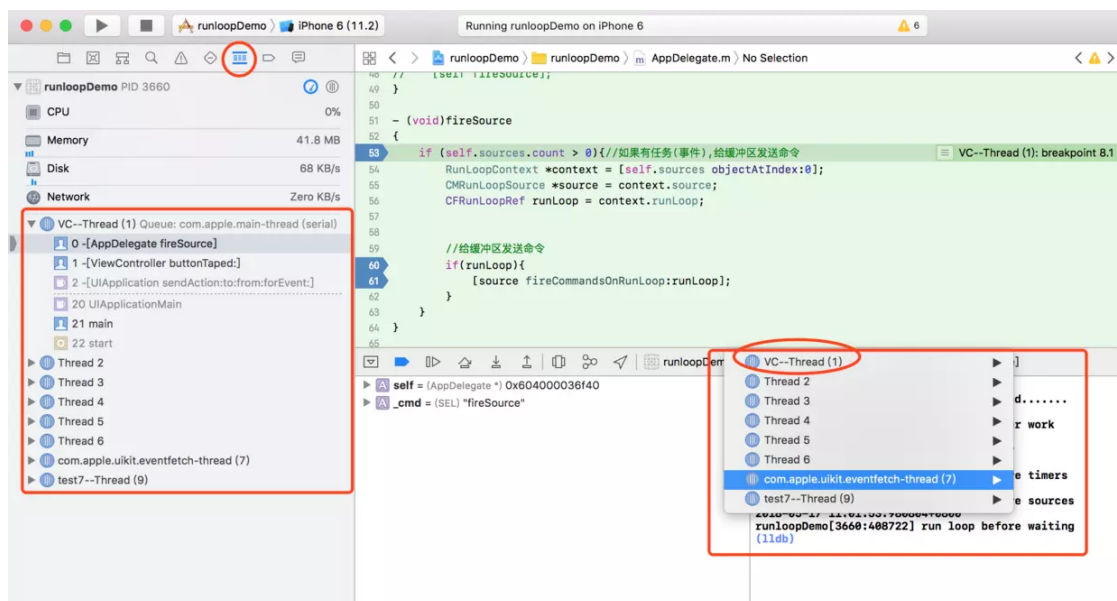 runloopDemo 〉 iPhone 6 (11.2)
Running runloopDemo on iPhone 6
6
runloopDemo 〉 runloopDemo 〉 m AppDelegate.m 〉 No Selection
runloopDemo PID 3660
CPU 0%
Memory 41.8 MB
Disk 68 KB/s
Network Zero KB/s
VC--Thread (1) Queue: com.apple.main-thread (serial)
0 -[AppDelegate fireSource]
1 -[ViewController buttonTaped:]
2 -[UIApplication sendAction:to:from:forEvent:]
20 UIApplicationMain
21 main
22 start
Thread 2
Thread 3
Thread 4
Thread 5
Thread 6
com.apple.uikit.eventfetch-thread (7)
test7--Thread (9)
48 // [self fireSource];
49 }
50
51 - (void)fireSource
52 {
53 if (self.sources.count > 0){//如果有任务(事件),给缓冲区发送命令
VC--Thread (1): breakpoint 8.1
54 RunLoopContext *context = [self.sources objectAtIndex:0];
55 CMRunLoopSource *source = context.source;
56 CFRunLoopRef runLoop = context.runLoop;
57
58
59 //给缓冲区发送命令
60 if(runLoop){
61 [source fireCommandsOnRunLoop:runLoop];
62 }
63 }
64 }
65
runloopDem
A self = (AppDelegate *) 0x604000036f40
A _cmd = (SEL) "fireSource"
VC--Thread (1)
Thread 2
Thread 3
Thread 4
Thread 5
Thread 6
com.apple.uikit.eventfetch-thread (7)
test7--Thread (9)
]
d.......
r work
e timers
e sources
runloopDemo[3660:408722] run loop before waiting
(lldb)